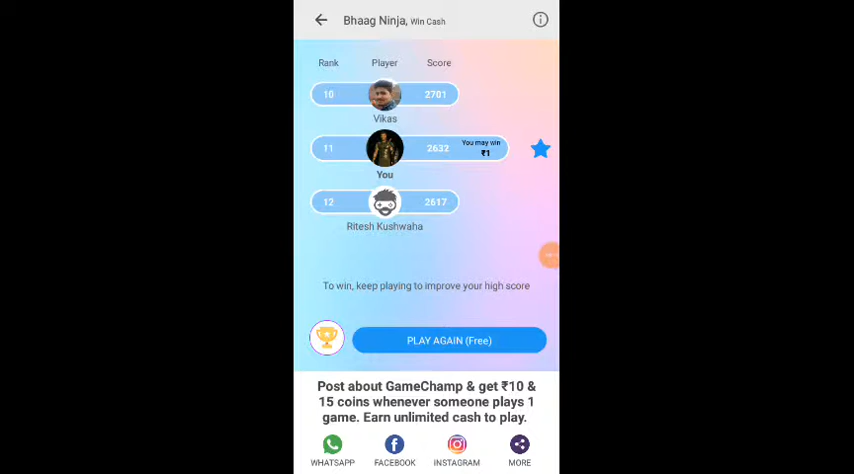 Bhaag Ninja, Win Cash
Rank Player Score
10 2701
Vikas
11 2632 You may win
₹1
You
12 2617
Ritesh Kushwaha
To win, keep playing to improve your high score
PLAY AGAIN (Free)
Post about GameChamp & get ₹10 &
15 coins whenever someone plays 1
game. Earn unlimited cash to play.
WHATSAPP FACEBOOK INSTAGRAM MORE